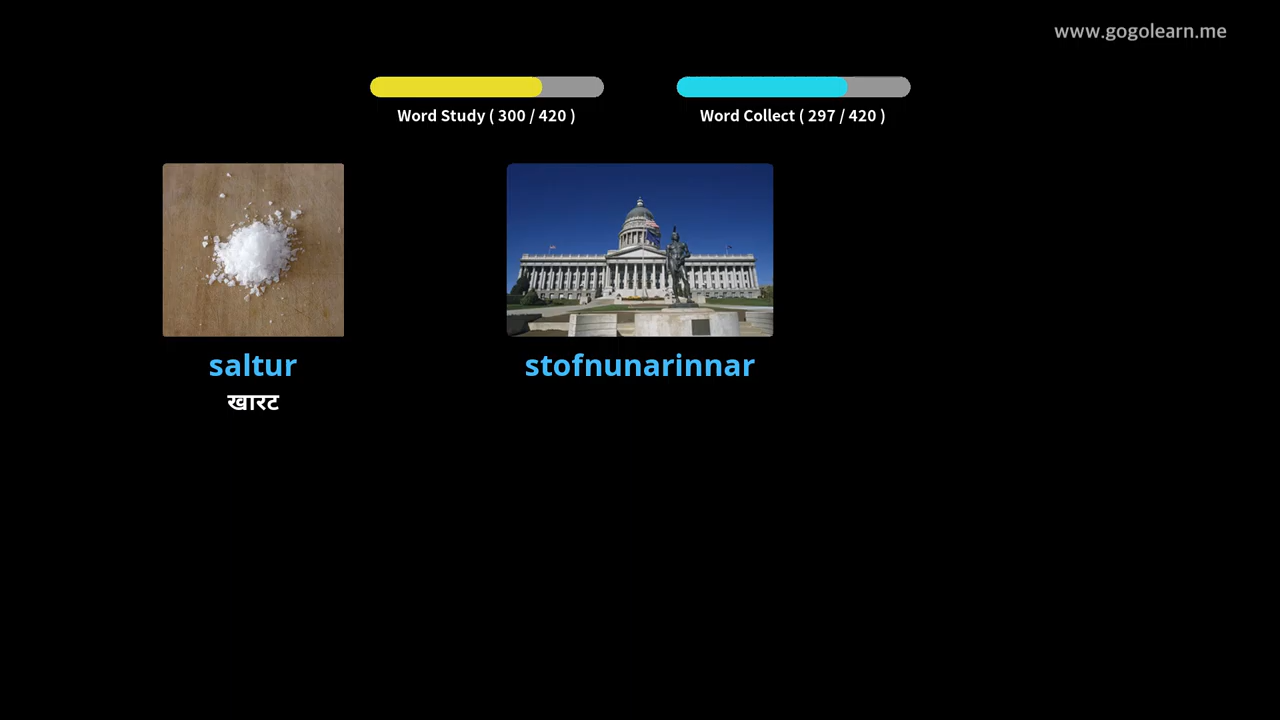 www.gogolearn.me
Word Study ( 300 / 420 )
Word Collect ( 297 / 420 )
saltur
खारट
stofnunarinnar